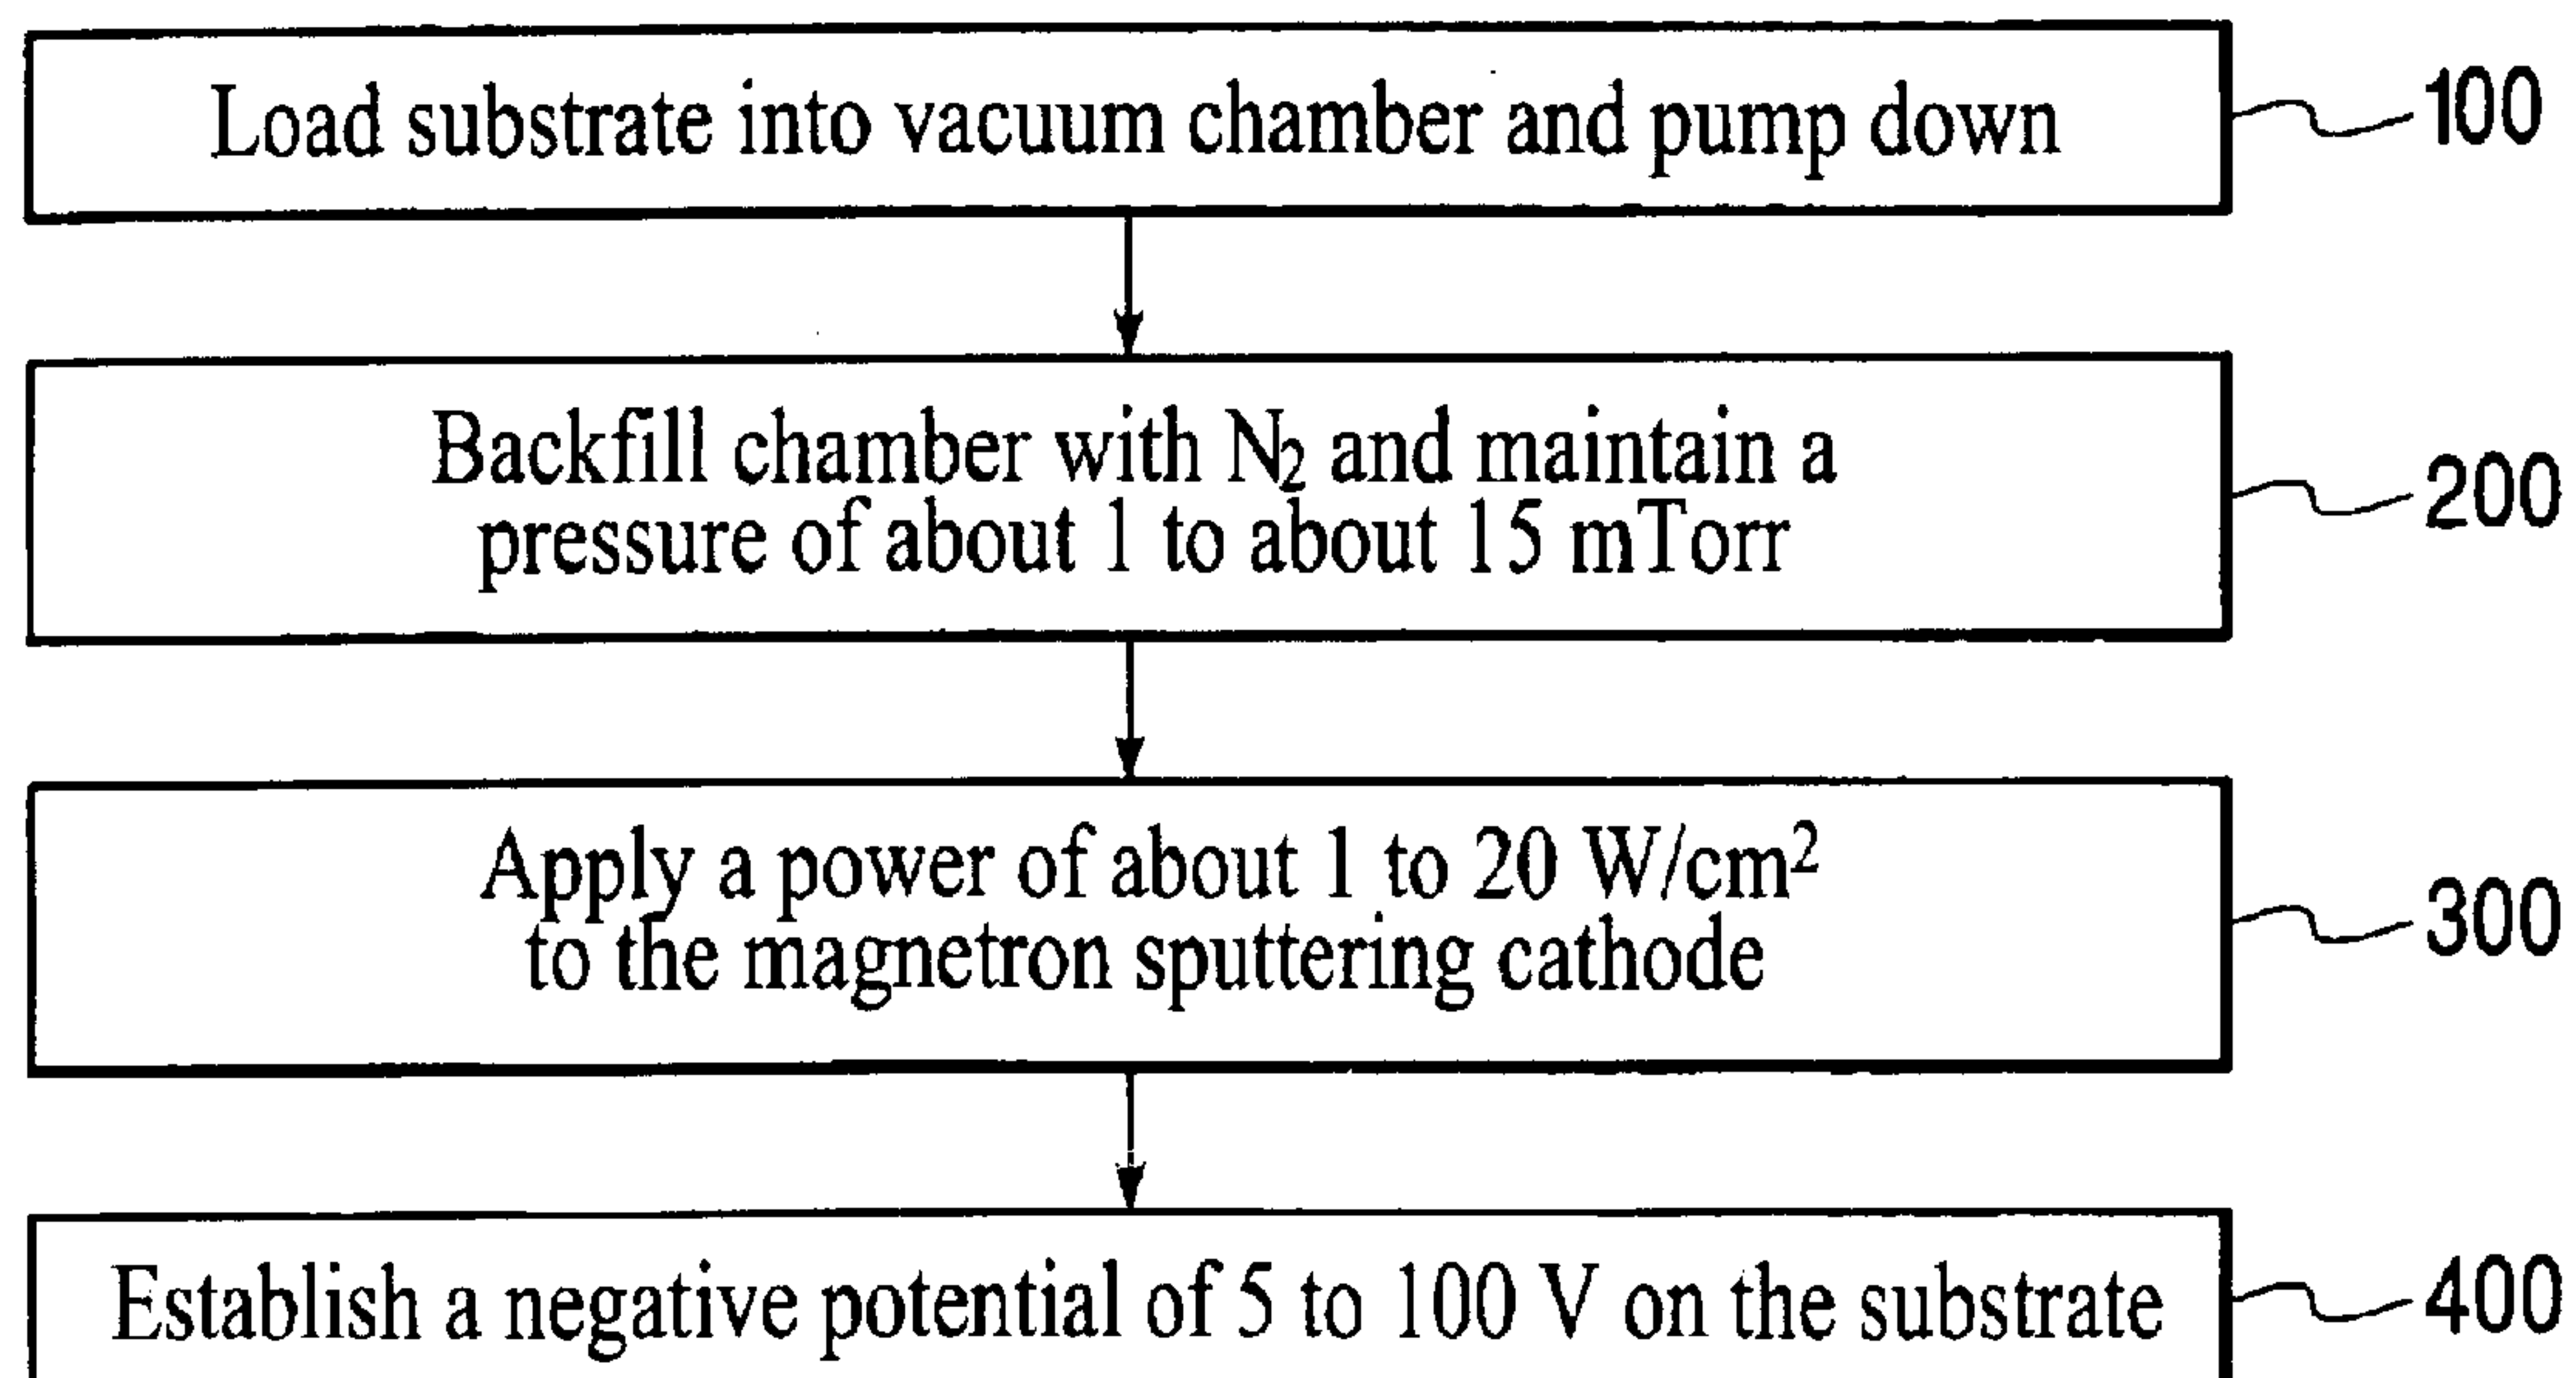 Load substrate into vacuum chamber and pump down
100
Backfill chamber with N₂ and maintain a
pressure of about 1 to about 15 mTorr
200
Apply a power of about 1 to 20 W/cm²
to the magnetron sputtering cathode
300
Establish a negative potential of 5 to 100 V on the substrate
400